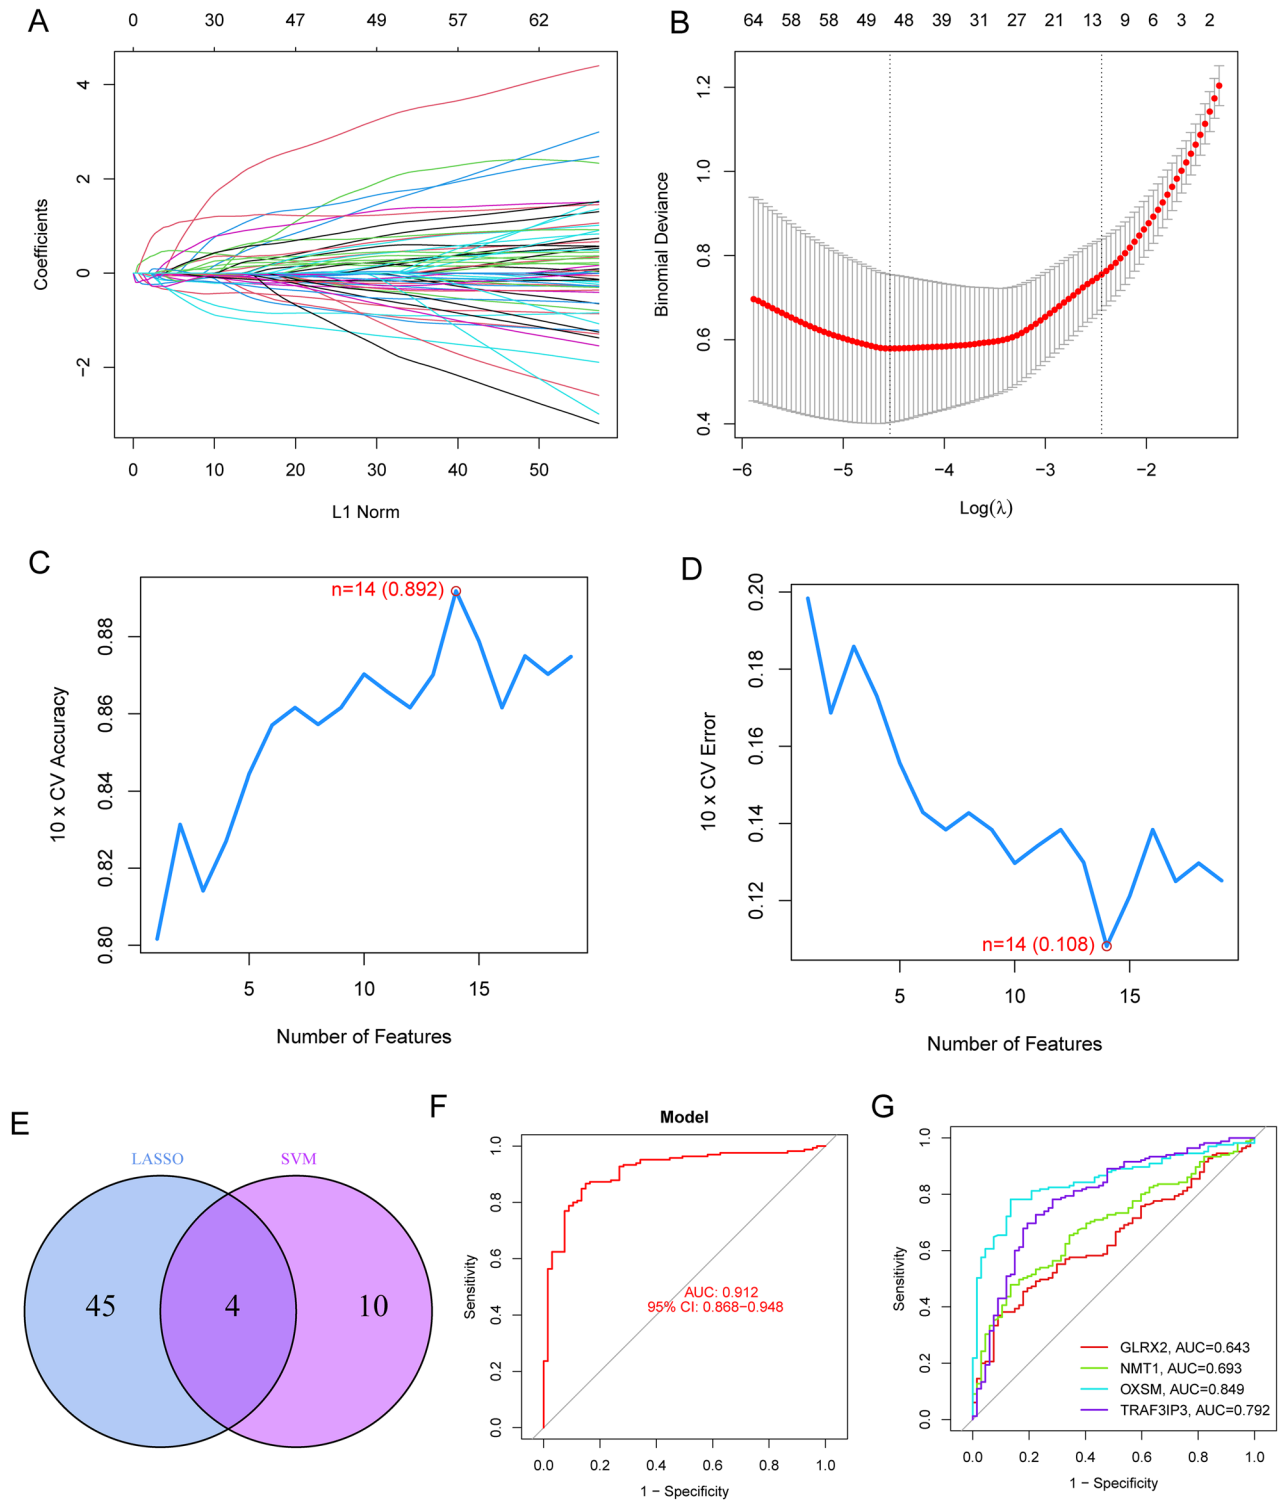 A
0 30 47 49 57 62
4
2
0
−2
Coefficients
0 10 20 30 40 50
L1 Norm
B
64 58 58 49 48 39 31 27 21 13 9 6 3 2
1.2
1.0
0.8
0.6
0.4
Binomial Deviance
−6 −5 −4 −3 −2
Log(λ)
C
n=14 (0.892)
0.88
0.86
0.84
0.82
0.80
10 x CV Accuracy
5 10 15
Number of Features
D
0.20
0.18
0.16
0.14
0.12
10 x CV Error
n=14 (0.108)
5 10 15
Number of Features
E
LASSO SVM
45 4 10
F
Model
1.0
0.8
0.6
0.4
0.2
0.0
Sensitivity
AUC: 0.912
95% CI: 0.868−0.948
0.0 0.2 0.4 0.6 0.8 1.0
1 − Specificity
G
1.0
0.8
0.6
0.4
0.2
0.0
Sensitivity
GLRX2, AUC=0.643
NMT1, AUC=0.693
OXSM, AUC=0.849
TRAF3IP3, AUC=0.792
0.0 0.2 0.4 0.6 0.8 1.0
1 − Specificity